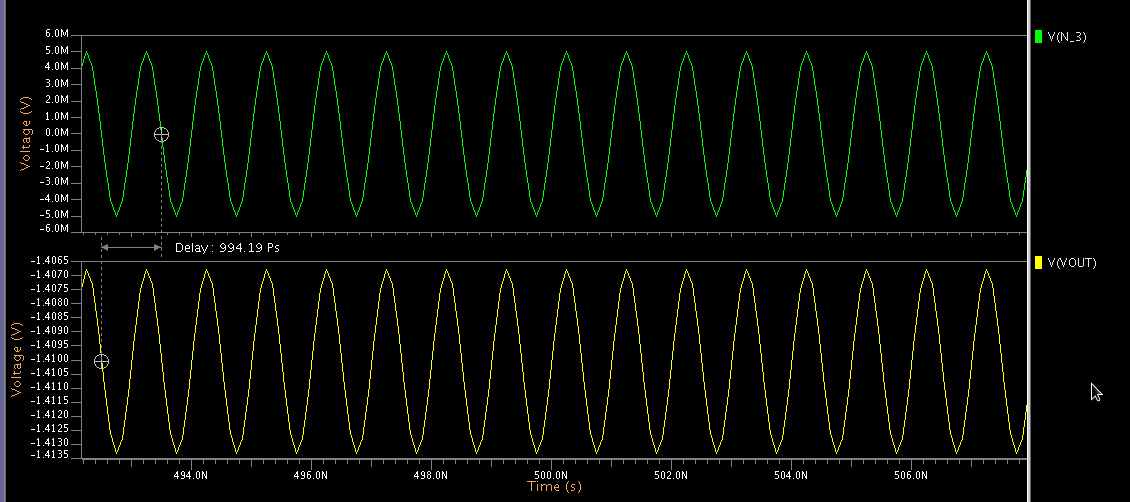 V(N_3)
6.0M
5.0M
4.0M
3.0M
2.0M
1.0M
0.0M
-1.0M
-2.0M
-3.0M
-4.0M
-5.0M
-6.0M
Voltage (V)
Delay : 994.19 Ps
V(VOUT)
-1.4065
-1.4070
-1.4075
-1.4080
-1.4085
-1.4090
-1.4095
-1.4100
-1.4105
-1.4110
-1.4115
-1.4120
-1.4125
-1.4130
-1.4135
Voltage (V)
494.0N 496.0N 498.0N 500.0N 502.0N 504.0N 506.0N
Time (s)